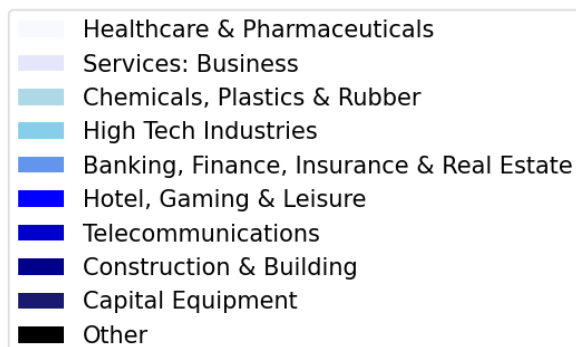 Healthcare & Pharmaceuticals
Services: Business
Chemicals, Plastics & Rubber
High Tech Industries
Banking, Finance, Insurance & Real Estate
Hotel, Gaming & Leisure
Telecommunications
Construction & Building
Capital Equipment
Other